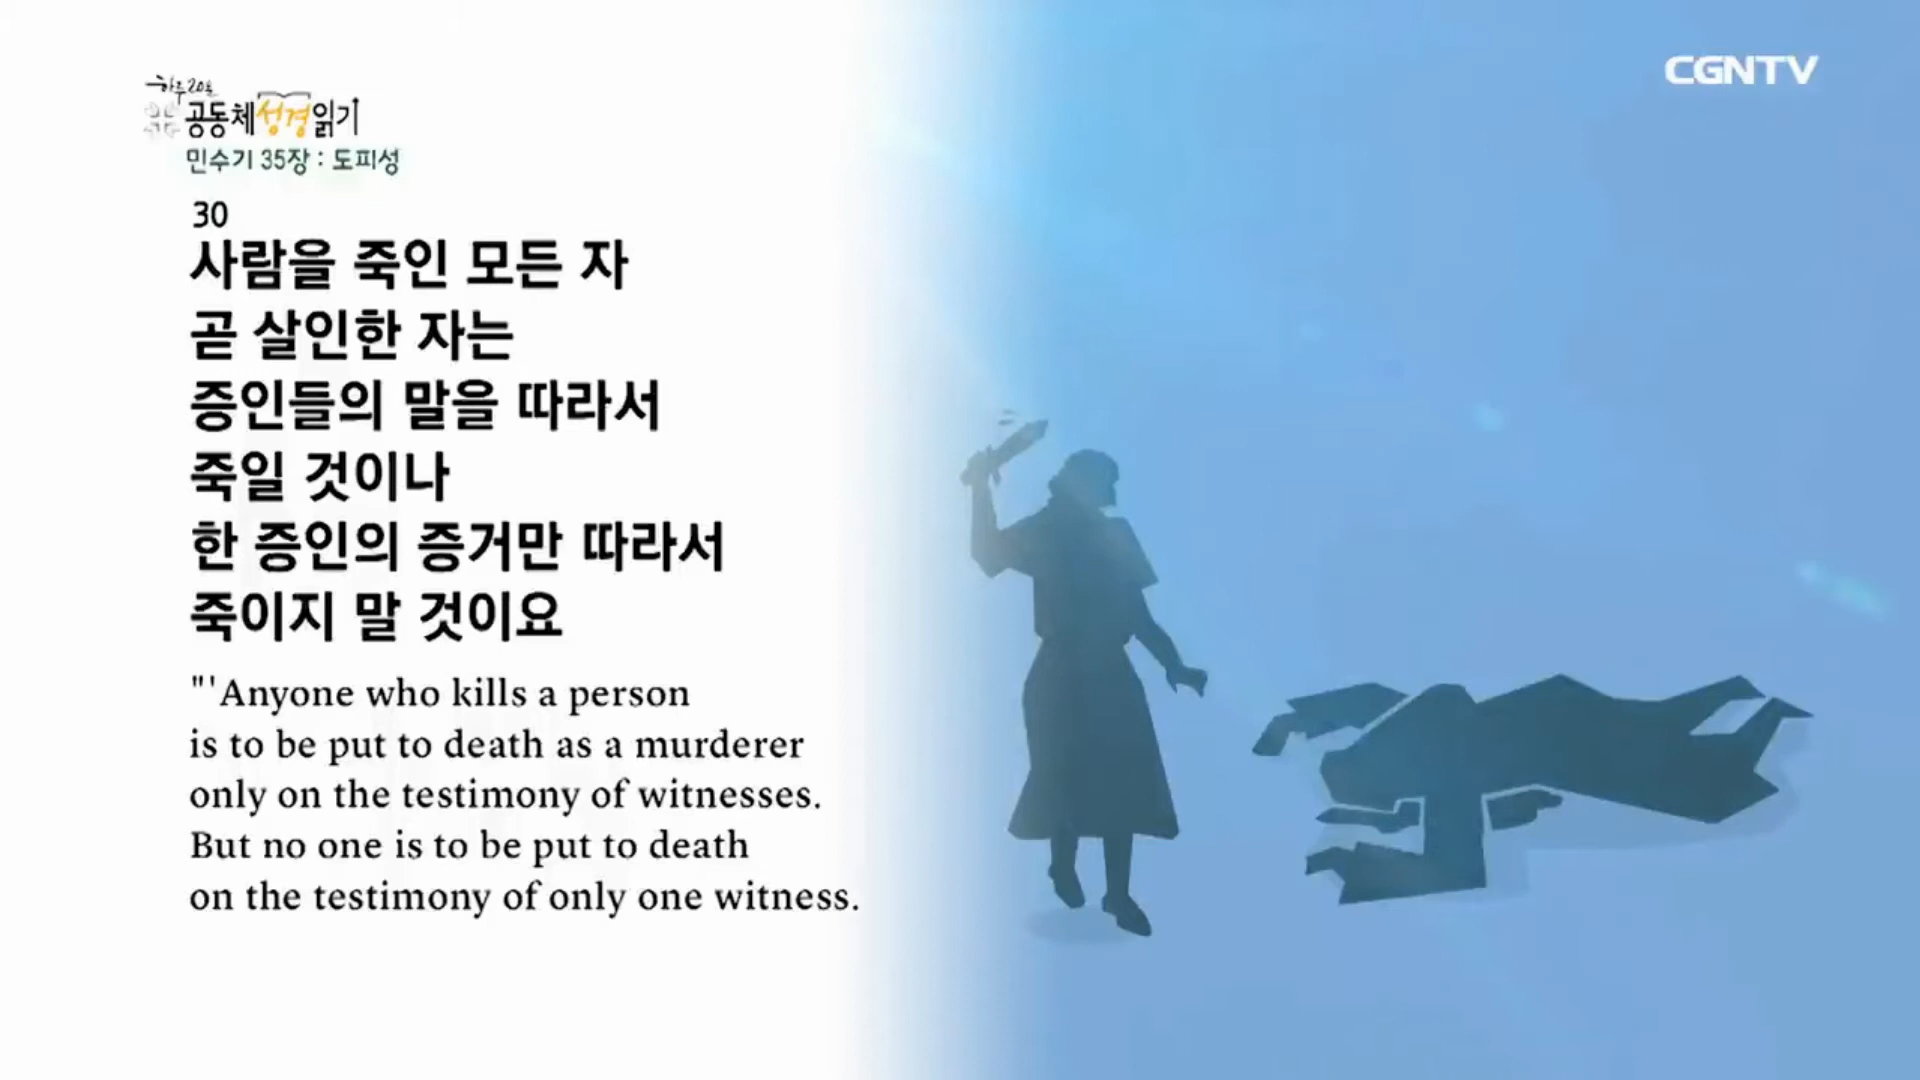 하루20분
공동체성경읽기
CGNTV
민수기 35장 : 도피성
30
사람을 죽인 모든 자
곧 살인한 자는
증인들의 말을 따라서
죽일 것이나
한 증인의 증거만 따라서
죽이지 말 것이요
"'Anyone who kills a person
is to be put to death as a murderer
only on the testimony of witnesses.
But no one is to be put to death
on the testimony of only one witness.